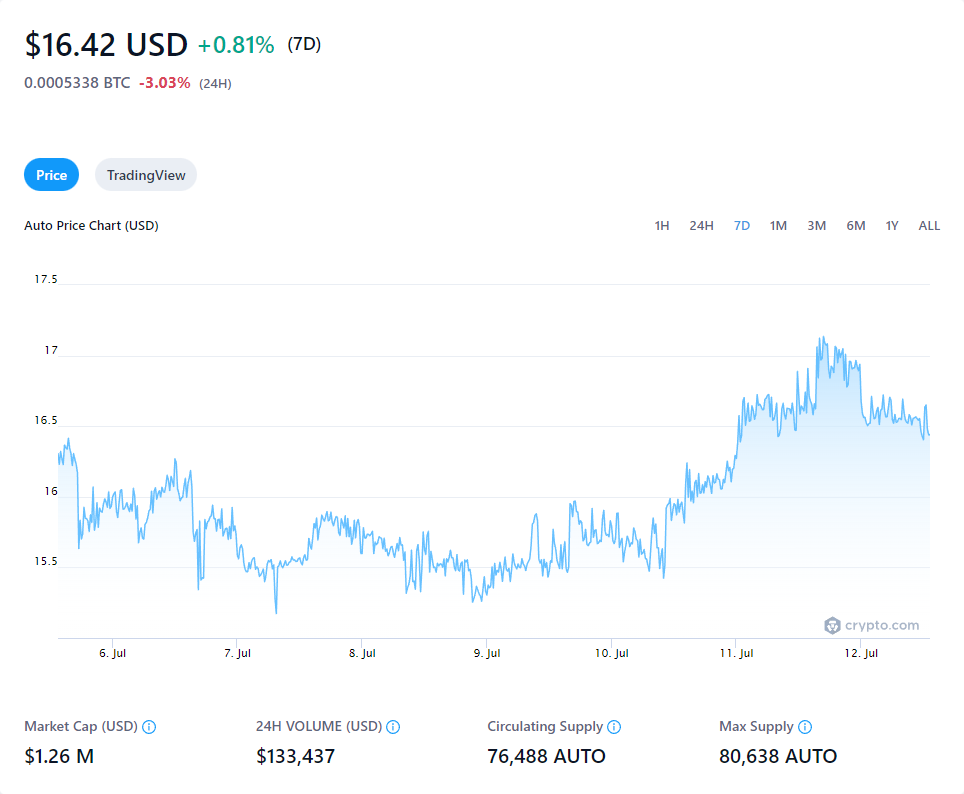 $16.42 USD +0.81% (7D)
0.0005338 BTC -3.03% (24H)
Price TradingView
Auto Price Chart (USD) 1H 24H 7D 1M 3M 6M 1Y ALL
17.5
17
16.5
16
15.5
crypto.com
6. Jul 7. Jul 8. Jul 9. Jul 10. Jul 11. Jul 12. Jul
Market Cap (USD) 24H VOLUME (USD) Circulating Supply Max Supply
$1.26 M $133,437 76,488 AUTO 80,638 AUTO